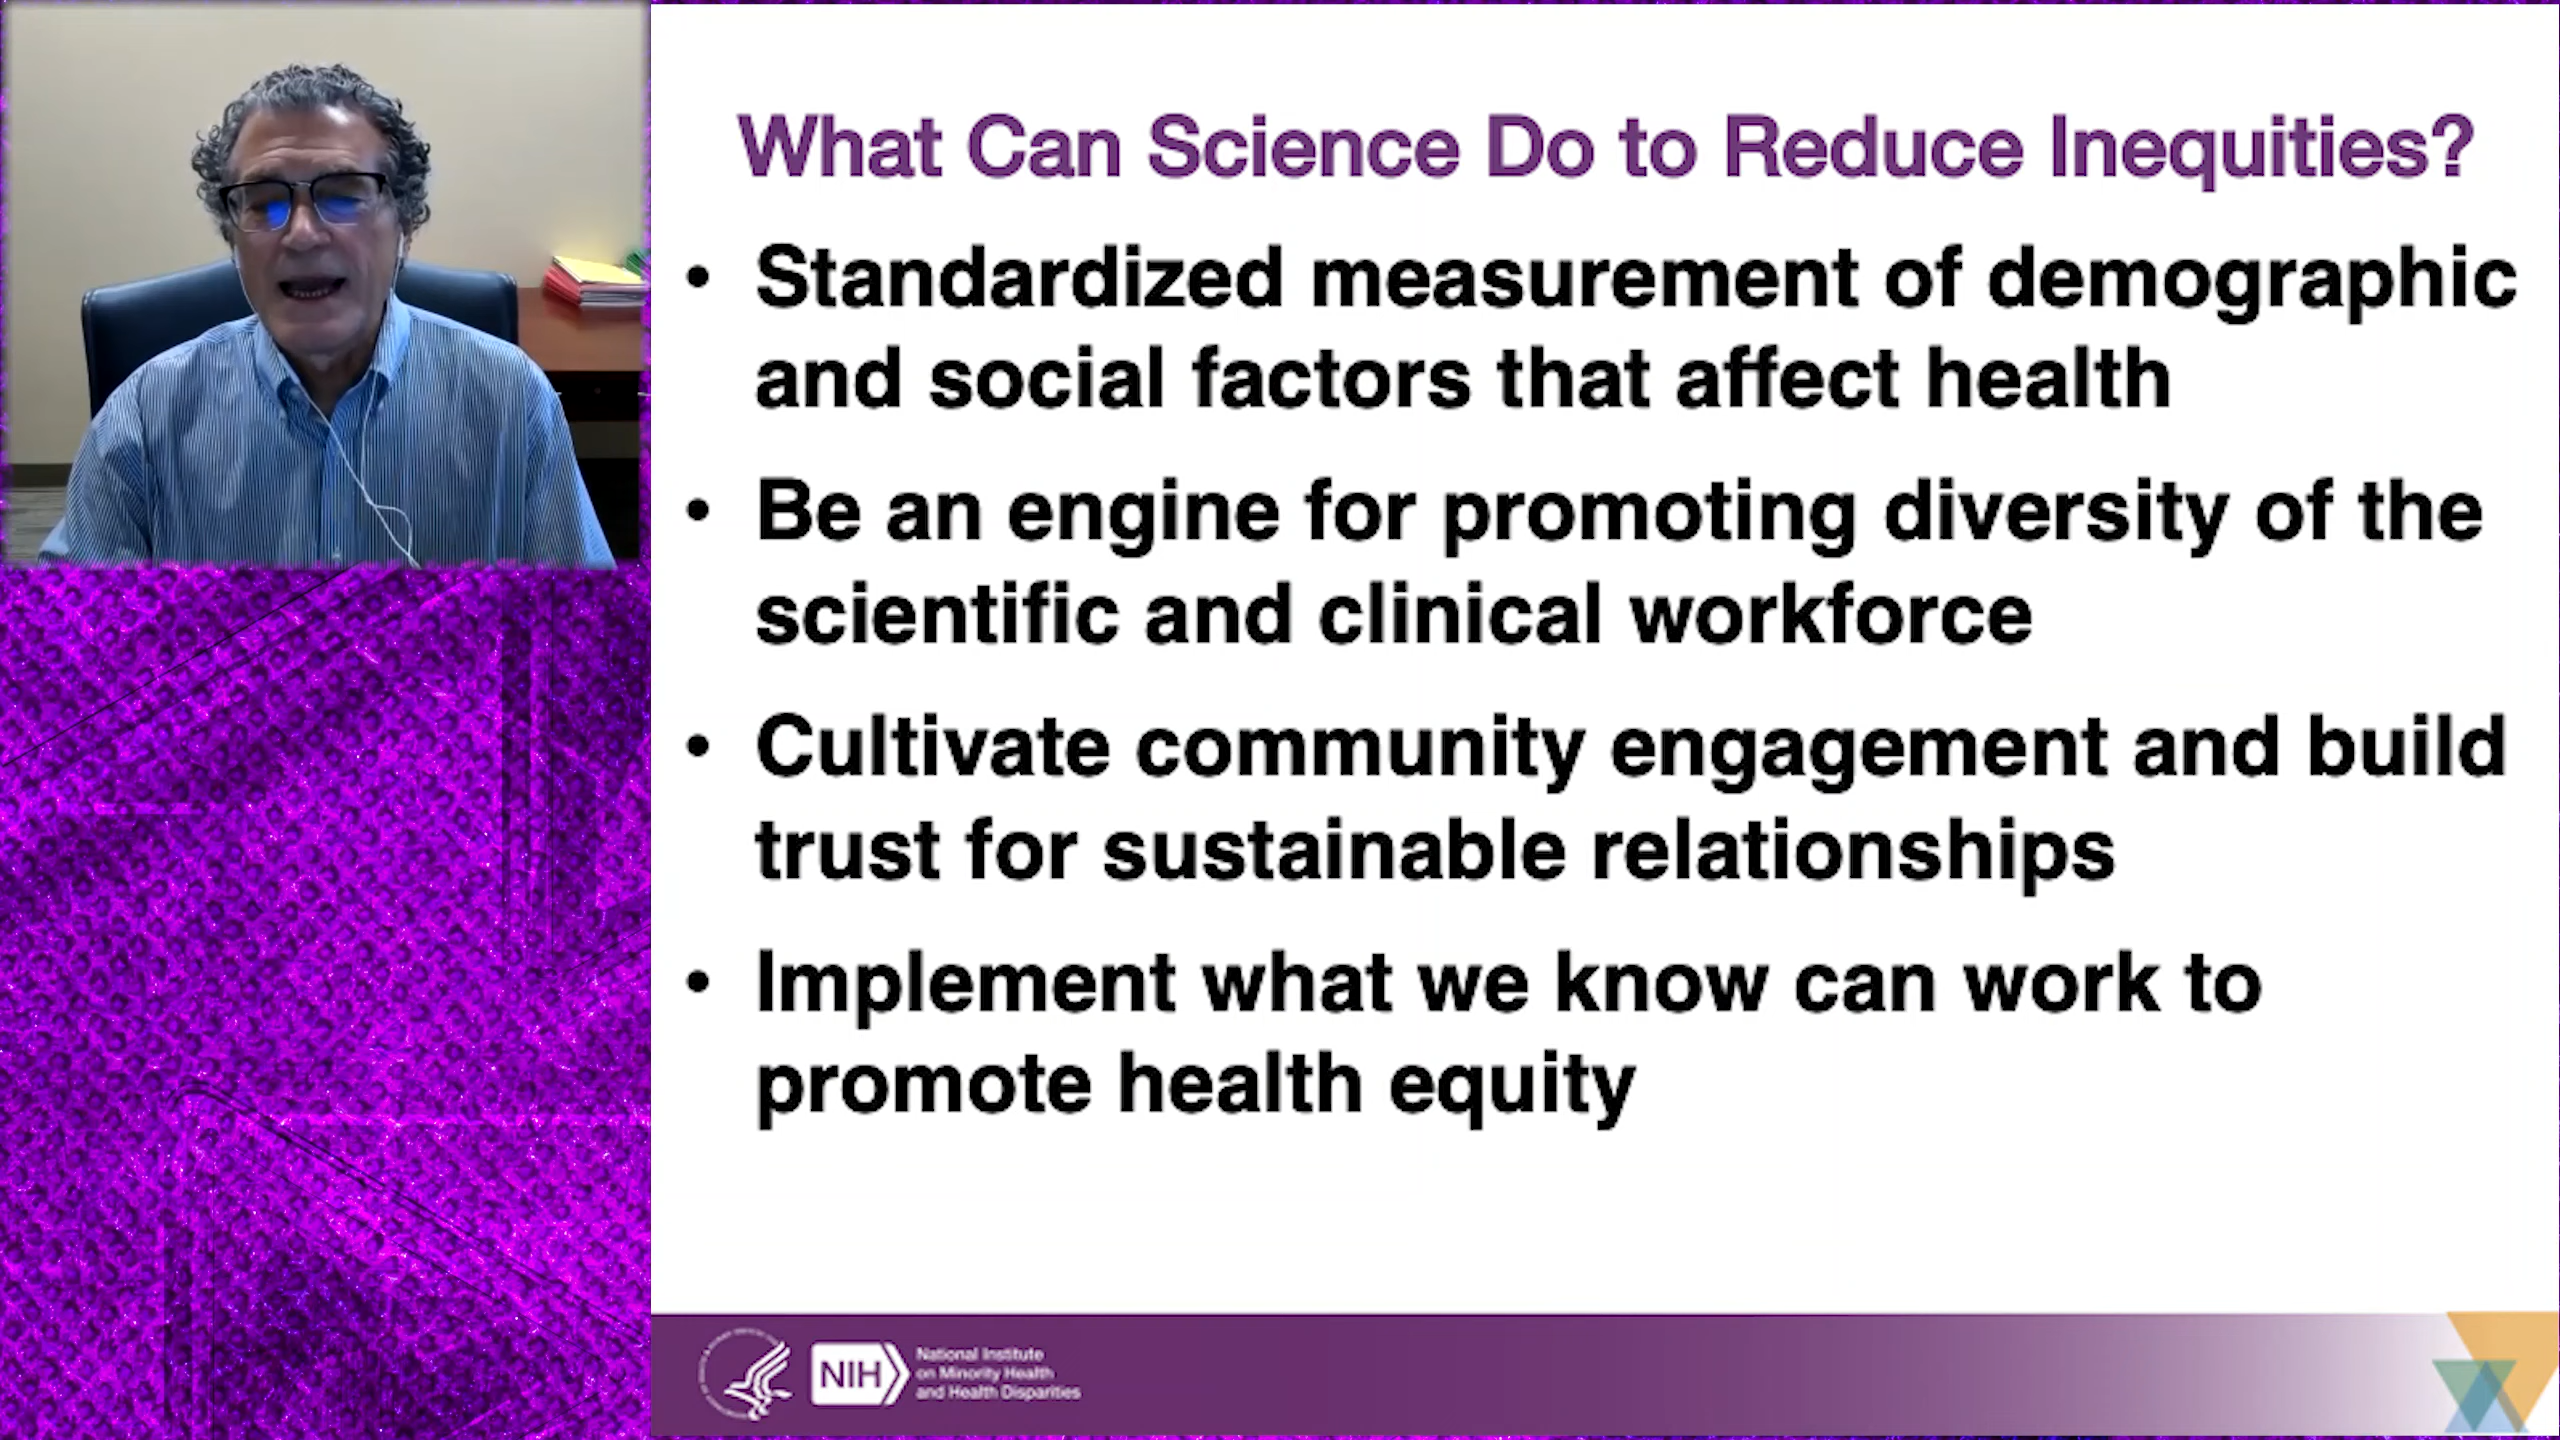 What Can Science Do to Reduce Inequities?
• Standardized measurement of demographic
and social factors that affect health
• Be an engine for promoting diversity of the
scientific and clinical workforce
• Cultivate community engagement and build
trust for sustainable relationships
• Implement what we know can work to
promote health equity
NIH
National Institute
on Minority Health
and Health Disparities